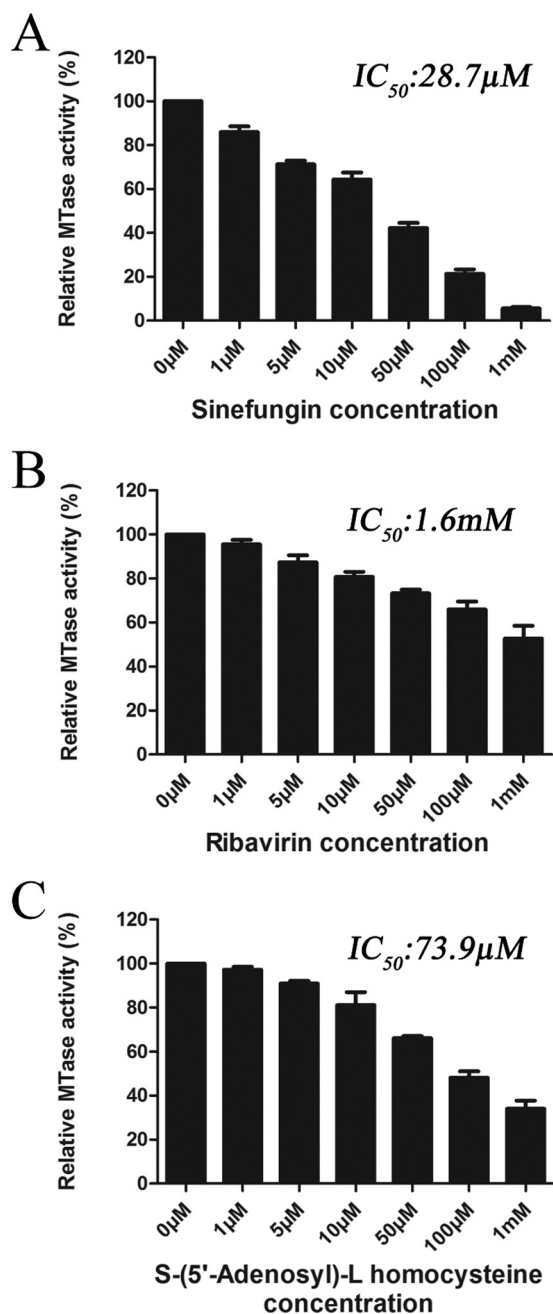 A
IC50:28.7µM
Relative MTase activity (%)
120
100
80
60
40
20
0
0µM 1µM 5µM 10µM 50µM 100µM 1mM
Sinefungin concentration
B
IC50:1.6mM
Relative MTase activity (%)
120
100
80
60
40
20
0
0µM 1µM 5µM 10µM 50µM 100µM 1mM
Ribavirin concentration
C
IC50:73.9µM
Relative MTase activity (%)
120
100
80
60
40
20
0
0µM 1µM 5µM 10µM 50µM 100µM 1mM
S-(5'-Adenosyl)-L homocysteine
concentration